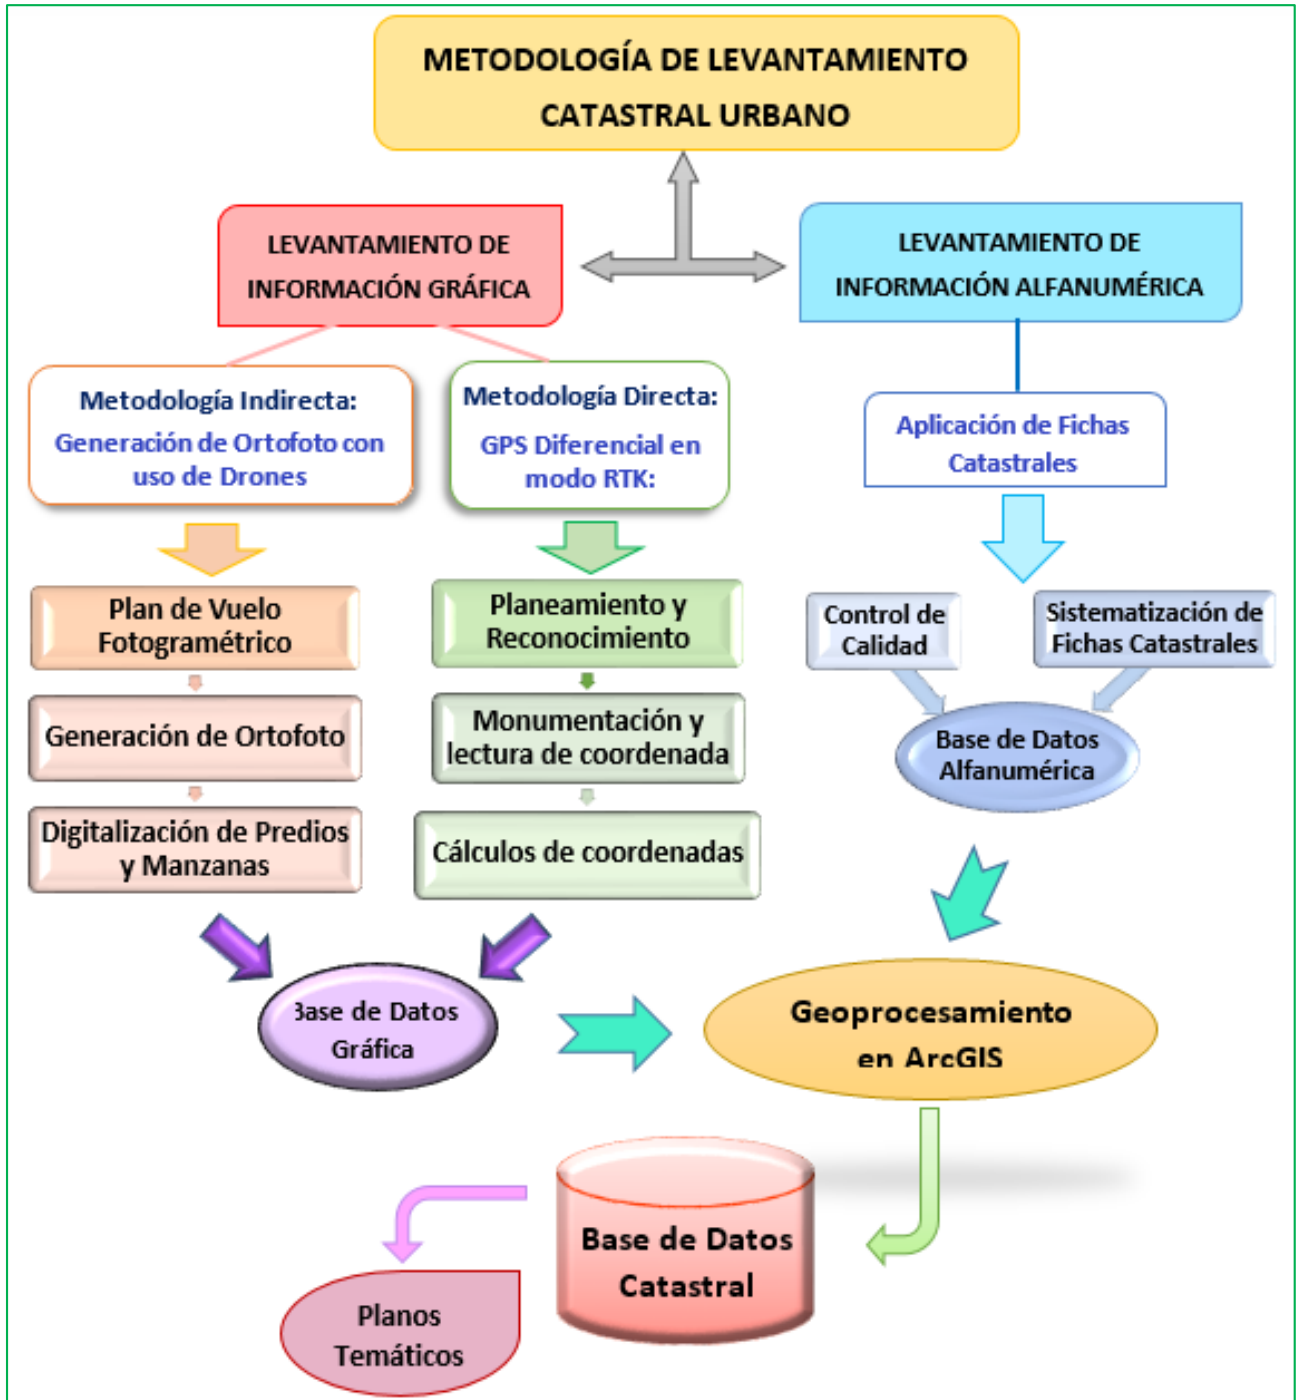 METODOLOGÍA DE LEVANTAMIENTO
CATASTRAL URBANO
LEVANTAMIENTO DE
INFORMACIÓN GRÁFICA
LEVANTAMIENTO DE
INFORMACIÓN ALFANUMÉRICA
Metodología Indirecta:
Generación de Ortofoto con
uso de Drones
Metodología Directa:
GPS Diferencial en
modo RTK:
Aplicación de Fichas
Catastrales
Plan de Vuelo
Fotogramétrico
Planeamiento y
Reconocimiento
Control de
Calidad
Sistematización de
Fichas Catastrales
Generación de Ortofoto
Monumentación y
lectura de coordenada
Base de Datos
Alfanumérica
Digitalización de Predios
y Manzanas
Cálculos de coordenadas
Base de Datos
Gráfica
Geoprocesamiento
en ArcGIS
Base de Datos
Catastral
Planos
Temáticos